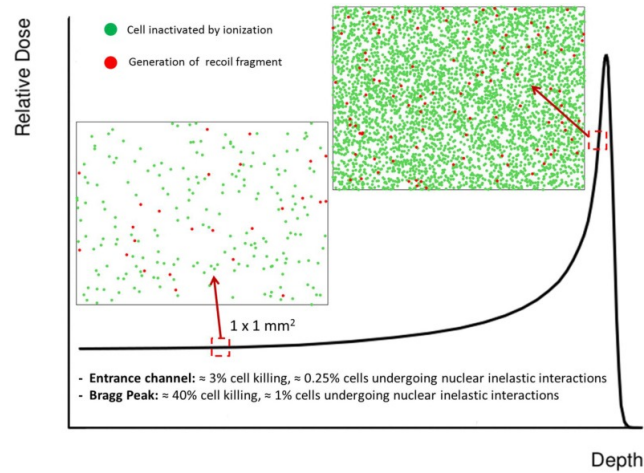 Relative Dose
Cell inactivated by ionization
Generation of recoil fragment
1 x 1 mm²
- Entrance channel: ≈ 3% cell killing, ≈ 0.25% cells undergoing nuclear inelastic interactions
- Bragg Peak: ≈ 40% cell killing, ≈ 1% cells undergoing nuclear inelastic interactions
Depth